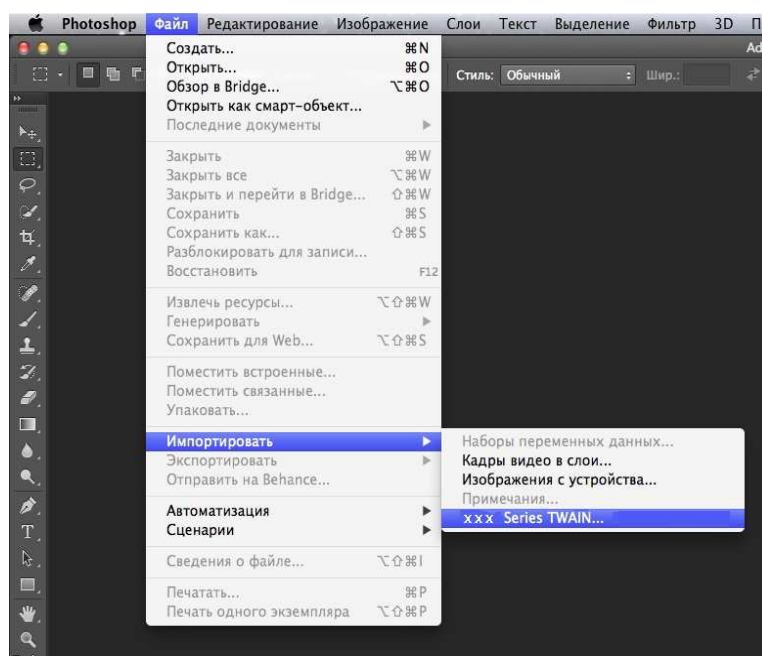 Photoshop Файл Редактирование Изображение Слои Текст Выделение Фильтр 3D П
Ad
Создать... ⌘N
Открыть... ⌘O
Обзор в Bridge... ⌥⌘O
Открыть как смарт-объект...
Последние документы ▶
Стиль: Обычный Шир.:
Закрыть ⌘W
Закрыть все ⌥⌘W
Закрыть и перейти в Bridge... ⇧⌘W
Сохранить ⌘S
Сохранить как... ⇧⌘S
Разблокировать для записи...
Восстановить F12
Извлечь ресурсы... ⌥⇧⌘W
Генерировать ▶
Сохранить для Web... ⌥⇧⌘S
Поместить встроенные...
Поместить связанные...
Упаковать...
Импортировать ▶
Экспортировать ▶
Отправить на Behance...
Автоматизация ▶
Сценарии ▶
Сведения о файле... ⌥⇧⌘I
Печатать... ⌘P
Печать одного экземпляра ⌥⇧⌘P
Наборы переменных данных...
Кадры видео в слои...
Изображения с устройства...
Примечания...
xxx Series TWAIN...